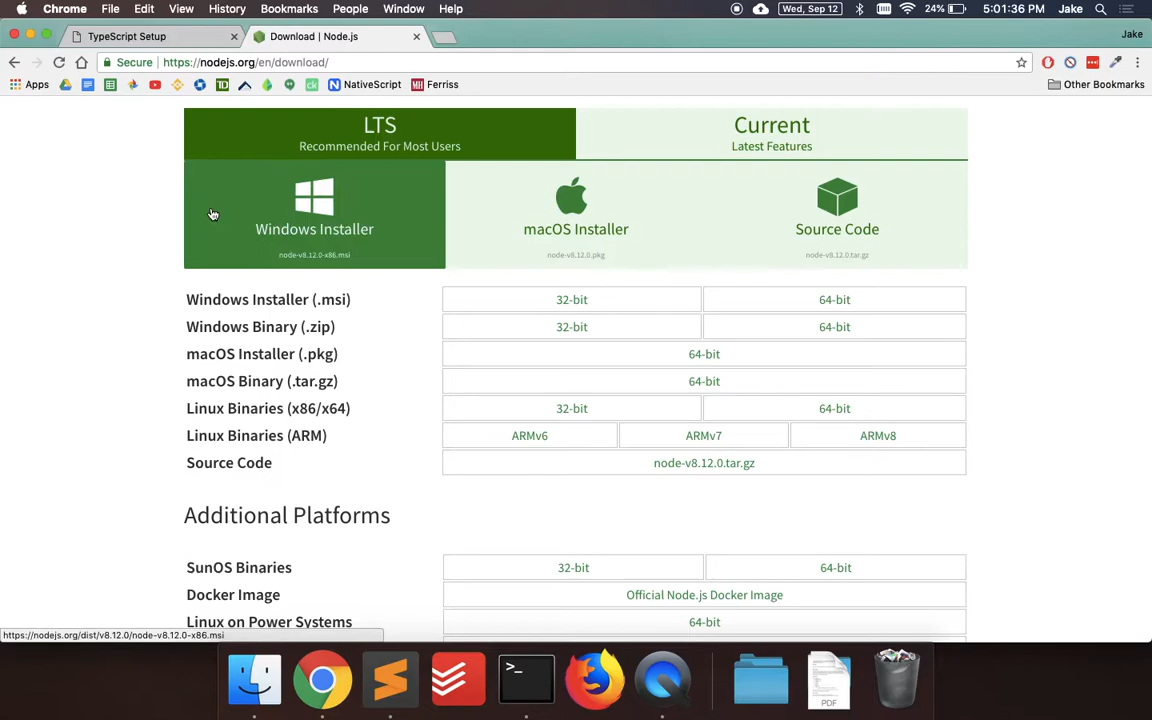 Chrome File Edit View History Bookmarks People Window Help Wed, Sep 12 24% 5:01:36 PM Jake
TypeScript Setup Download | Node.js Jake
Secure https://nodejs.org/en/download/
Apps NativeScript Ferriss Other Bookmarks
LTS
Recommended For Most Users
Current
Latest Features
Windows Installer
node-v8.12.0-x86.msi
macOS Installer
node-v8.12.0.pkg
Source Code
node-v8.12.0.tar.gz
Windows Installer (.msi) 32-bit 64-bit
Windows Binary (.zip) 32-bit 64-bit
macOS Installer (.pkg) 64-bit
macOS Binary (.tar.gz) 64-bit
Linux Binaries (x86/x64) 32-bit 64-bit
Linux Binaries (ARM) ARMv6 ARMv7 ARMv8
Source Code node-v8.12.0.tar.gz
Additional Platforms
SunOS Binaries 32-bit 64-bit
Docker Image Official Node.js Docker Image
Linux on Power Systems 64-bit
https://nodejs.org/dist/v8.12.0/node-v8.12.0-x86.msi
PDF